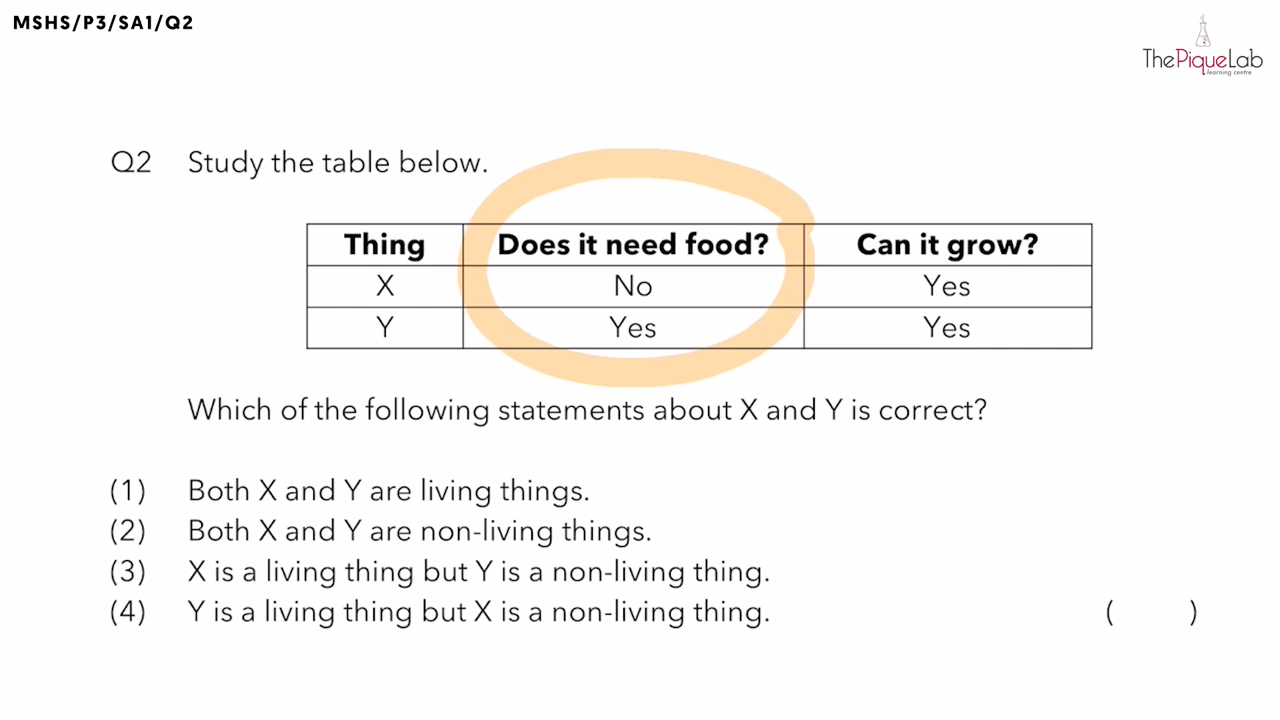 MSHS/P3/SA1/Q2
ThePiqueLab
learning centre
Q2 Study the table below.
Thing Does it need food? Can it grow?
X No Yes
Y Yes Yes
Which of the following statements about X and Y is correct?
(1) Both X and Y are living things.
(2) Both X and Y are non-living things.
(3) X is a living thing but Y is a non-living thing.
(4) Y is a living thing but X is a non-living thing. ( )